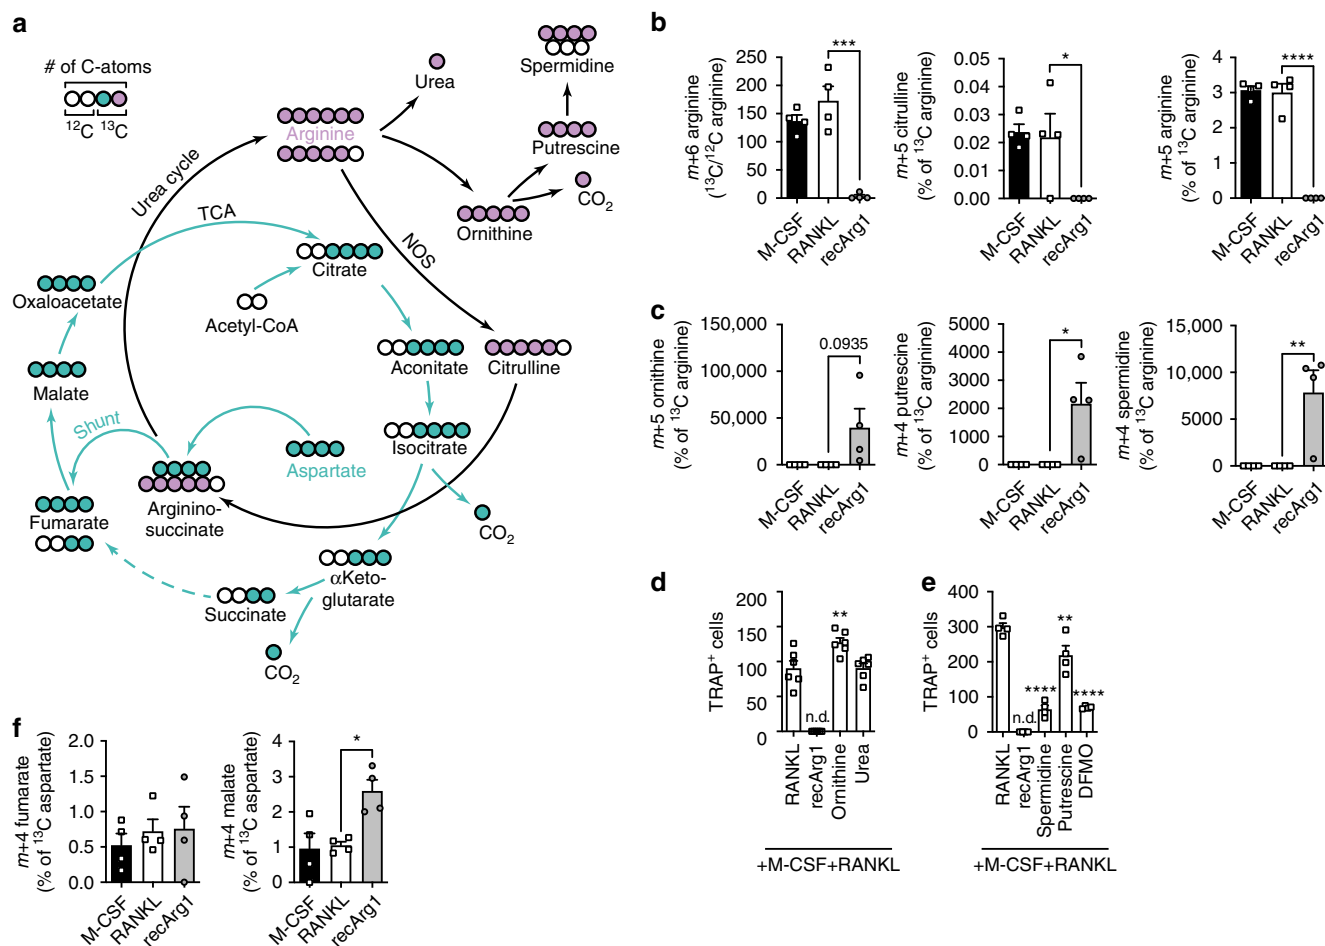 a
# of C-atoms
¹²C ¹³C
Urea
Spermidine
Arginine
Putrescine
CO₂
Ornithine
Urea cycle
TCA
NOS
Citrate
Oxaloacetate
Acetyl-CoA
Aconitate
Citrulline
Malate
Shunt
Isocitrate
Aspartate
Arginino-
succinate
Fumarate
CO₂
αKeto-
glutarate
Succinate
CO₂
b
m+6 arginine
(¹³C/¹²C arginine)
250
200
150
100
50
0
***
M-CSF
RANKL
recArg1
m+5 citrulline
(% of ¹³C arginine)
0.05
0.04
0.03
0.02
0.01
0.00
*
M-CSF
RANKL
recArg1
m+5 arginine
(% of ¹³C arginine)
4
3
2
1
0
****
M-CSF
RANKL
recArg1
c
m+5 ornithine
(% of ¹³C arginine)
150,000
100,000
50,000
0
0.0935
M-CSF
RANKL
recArg1
m+4 putrescine
(% of ¹³C arginine)
5000
4000
3000
2000
1000
0
*
M-CSF
RANKL
recArg1
m+4 spermidine
(% of ¹³C arginine)
15,000
10,000
5000
0
**
M-CSF
RANKL
recArg1
d
TRAP⁺ cells
200
150
100
50
0
n.d.
**
RANKL
recArg1
Ornithine
Urea
+M-CSF+RANKL
e
TRAP⁺ cells
400
300
200
100
0
n.d.
****
**
****
RANKL
recArg1
Spermidine
Putrescine
DFMO
+M-CSF+RANKL
f
m+4 fumarate
(% of ¹³C aspartate)
2.0
1.5
1.0
0.5
0.0
M-CSF
RANKL
recArg1
m+4 malate
(% of ¹³C aspartate)
4
3
2
1
0
*
M-CSF
RANKL
recArg1